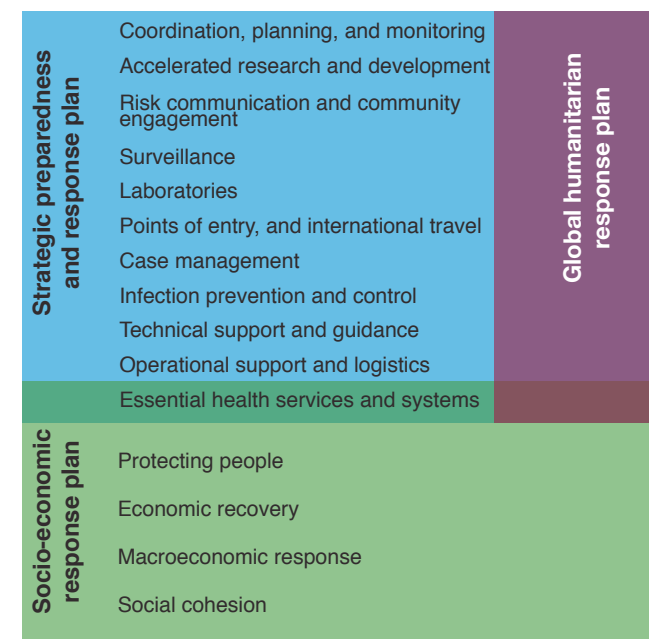 Strategic preparedness
and response plan
Coordination, planning, and monitoring
Accelerated research and development
Risk communication and community
engagement
Surveillance
Laboratories
Points of entry, and international travel
Case management
Infection prevention and control
Technical support and guidance
Operational support and logistics
Essential health services and systems
Global humanitarian
response plan
Socio-economic
response plan
Protecting people
Economic recovery
Macroeconomic response
Social cohesion